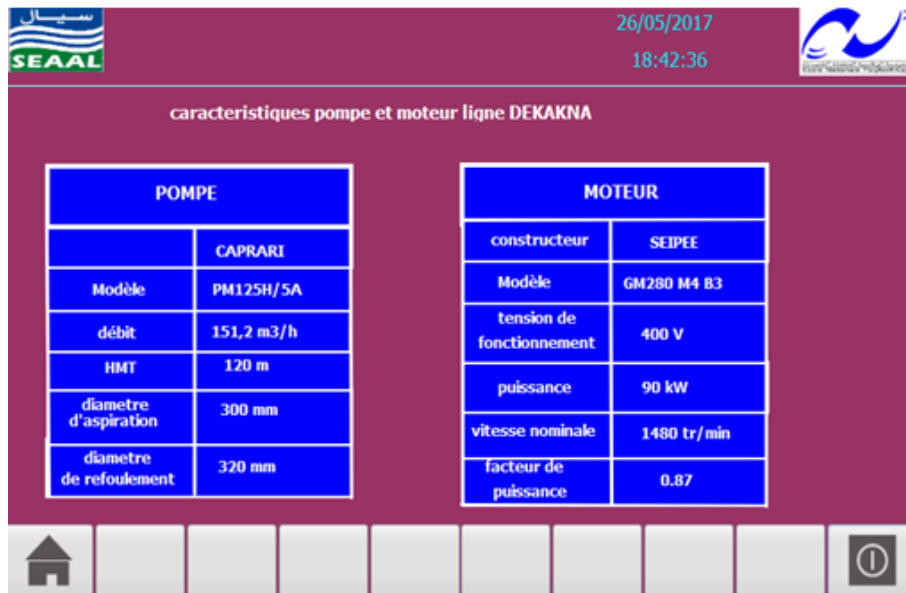 سيال
SEAAL
26/05/2017
18:42:36
caracteristiques pompe et moteur ligne DEKAKNA
POMPE
CAPRARI
Modèle PM125H/5A
débit 151,2 m3/h
HMT 120 m
diametre
d'aspiration 300 mm
diametre
de refoulement 320 mm
MOTEUR
constructeur SEIPEE
Modèle GM280 M4 B3
tension de
fonctionnement 400 V
puissance 90 kW
vitesse nominale 1480 tr/min
facteur de
puissance 0.87